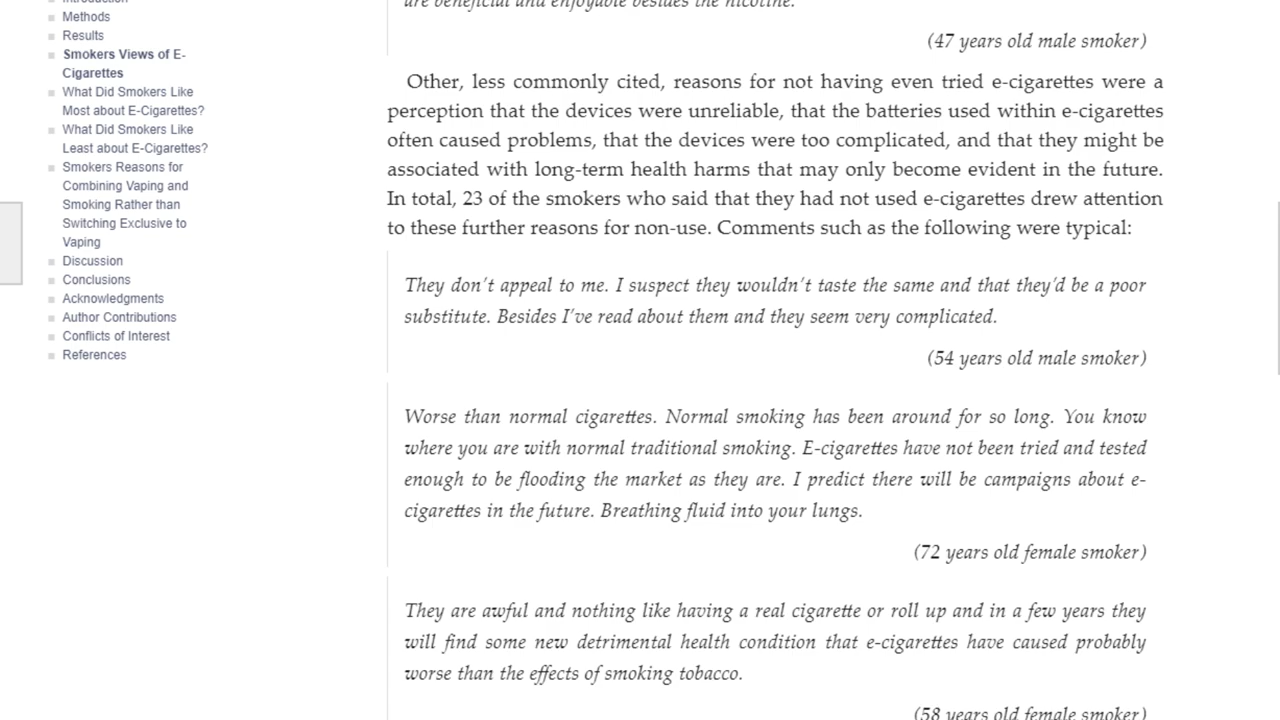 Introduction
Methods
Results
Smokers Views of E-
Cigarettes
What Did Smokers Like
Most about E-Cigarettes?
What Did Smokers Like
Least about E-Cigarettes?
Smokers Reasons for
Combining Vaping and
Smoking Rather than
Switching Exclusive to
Vaping
Discussion
Conclusions
Acknowledgments
Author Contributions
Conflicts of Interest
References
are beneficial and enjoyable besides the nicotine.
(47 years old male smoker)
Other, less commonly cited, reasons for not having even tried e-cigarettes were a
perception that the devices were unreliable, that the batteries used within e-cigarettes
often caused problems, that the devices were too complicated, and that they might be
associated with long-term health harms that may only become evident in the future.
In total, 23 of the smokers who said that they had not used e-cigarettes drew attention
to these further reasons for non-use. Comments such as the following were typical:
They don't appeal to me. I suspect they wouldn't taste the same and that they'd be a poor
substitute. Besides I've read about them and they seem very complicated.
(54 years old male smoker)
Worse than normal cigarettes. Normal smoking has been around for so long. You know
where you are with normal traditional smoking. E-cigarettes have not been tried and tested
enough to be flooding the market as they are. I predict there will be campaigns about e-
cigarettes in the future. Breathing fluid into your lungs.
(72 years old female smoker)
They are awful and nothing like having a real cigarette or roll up and in a few years they
will find some new detrimental health condition that e-cigarettes have caused probably
worse than the effects of smoking tobacco.
(58 years old female smoker)